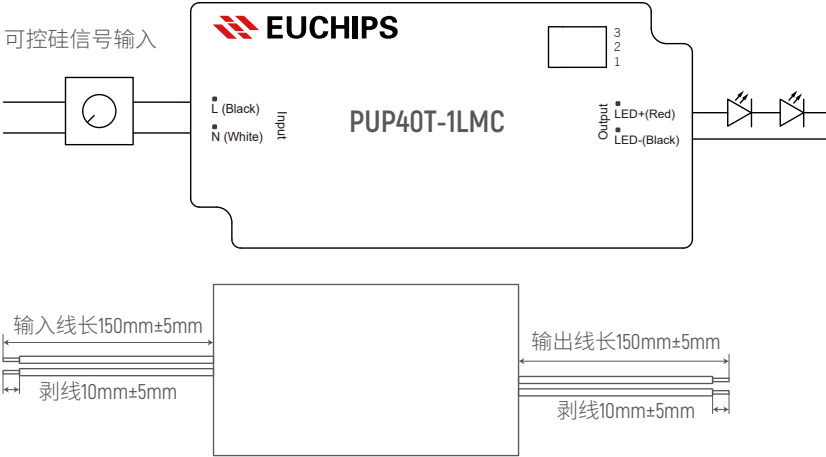 EUCHIPS
可控硅信号输入
3
2
1
L (Black)
N (White)
Input
PUP40T-1LMC
Output
LED+(Red)
LED-(Black)
输入线长150mm±5mm
剥线10mm±5mm
输出线长150mm±5mm
剥线10mm±5mm